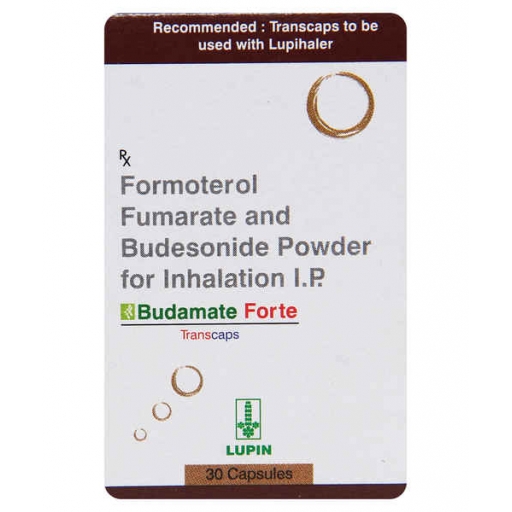 Recommended : Transcaps to be
used with Lupihaler
Rx
Formoterol
Fumarate and
Budesonide Powder
for Inhalation I.P.
Budamate Forte
Transcaps
LUPIN
30 Capsules